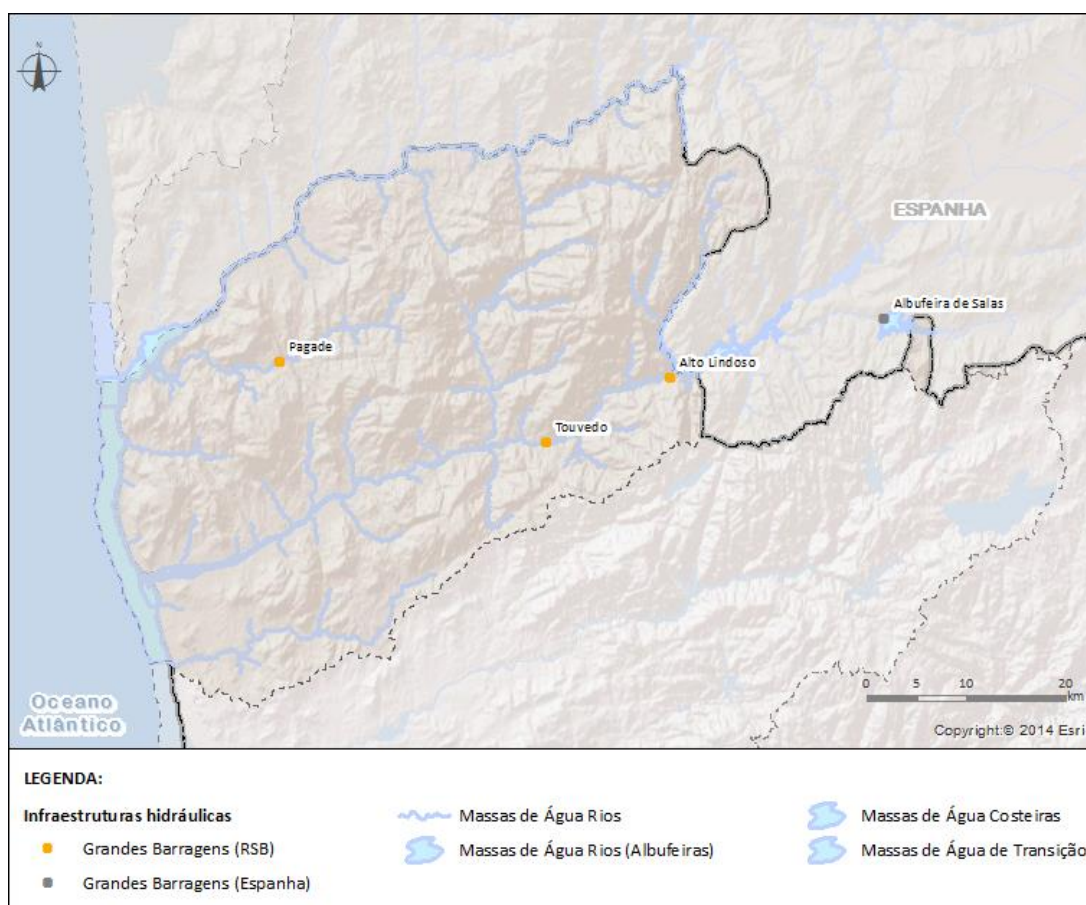 N
ESPANHA
Albufeira de Salas
Pagade
Alto Lindoso
Touvedo
0 5 10 20
km
Oceano
Atlântico
Copyright:© 2014 Esri
LEGENDA:
Infraestruturas hidráulicas
Grandes Barragens (RSB)
Grandes Barragens (Espanha)
Massas de Água Rios
Massas de Água Rios (Albufeiras)
Massas de Água Costeiras
Massas de Água de Transição